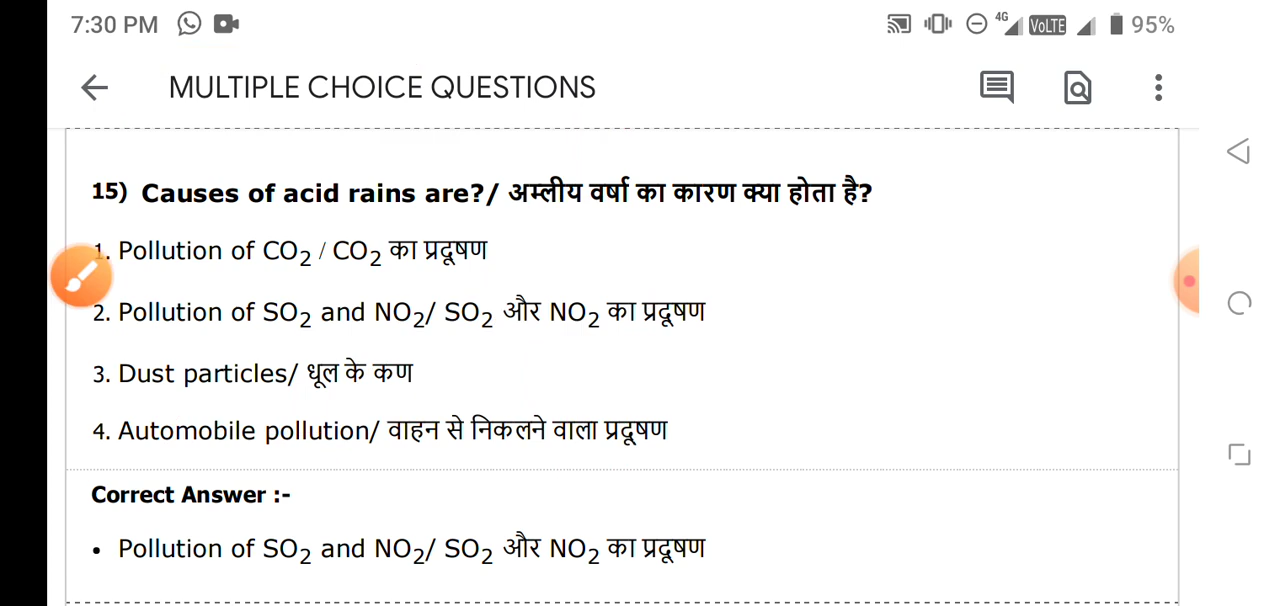 7:30 PM 4G VoLTE 95%
MULTIPLE CHOICE QUESTIONS
15) Causes of acid rains are?/ अम्लीय वर्षा का कारण क्या होता है?
1. Pollution of CO₂ / CO₂ का प्रदूषण
2. Pollution of SO₂ and NO₂/ SO₂ और NO₂ का प्रदूषण
3. Dust particles/ धूल के कण
4. Automobile pollution/ वाहन से निकलने वाला प्रदूषण
Correct Answer :-
• Pollution of SO₂ and NO₂/ SO₂ और NO₂ का प्रदूषण